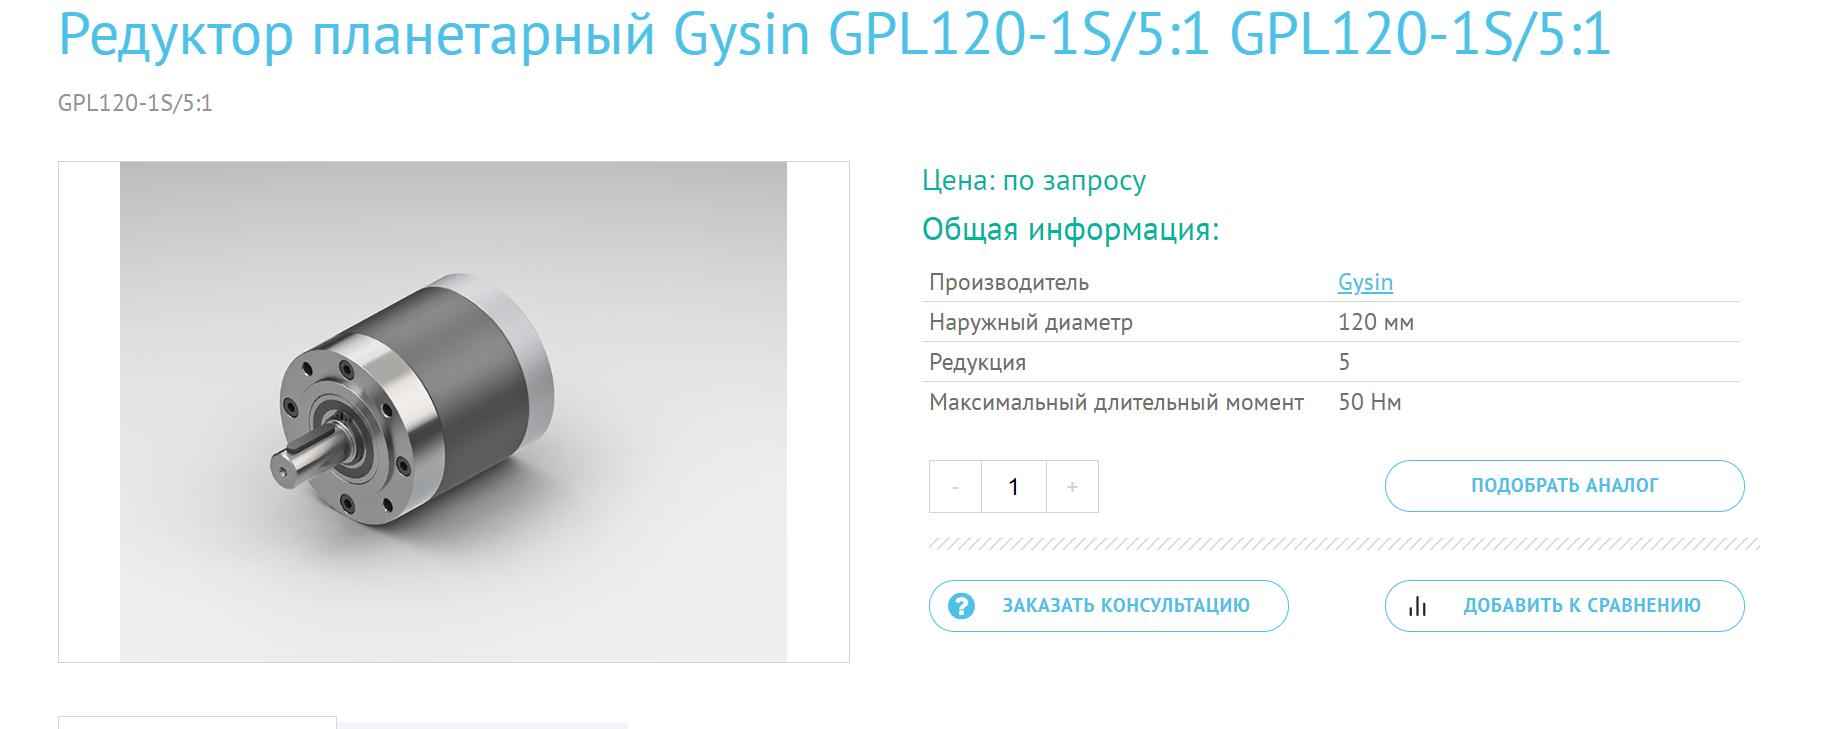 Редуктор планетарный Gysin GPL120-1S/5:1 GPL120-1S/5:1
GPL120-1S/5:1
Цена: по запросу
Общая информация:
Производитель Gysin
Наружный диаметр 120 мм
Редукция 5
Максимальный длительный момент 50 Нм
- 1 +
ПОДОБРАТЬ АНАЛОГ
? ЗАКАЗАТЬ КОНСУЛЬТАЦИЮ
ДОБАВИТЬ К СРАВНЕНИЮ